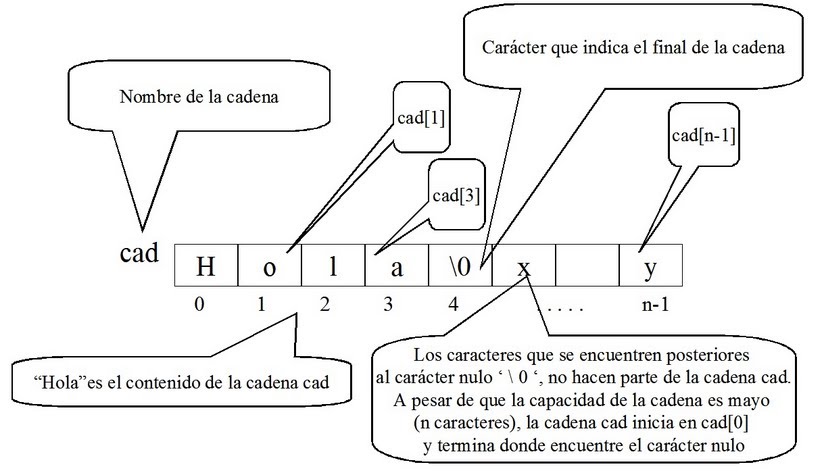 Carácter que indica el final de la cadena
Nombre de la cadena
cad[1]
cad[n-1]
cad[3]
cad
H o l a \0 x y
0 1 2 3 4 . . . . n-1
“Hola”es el contenido de la cadena cad
Los caracteres que se encuentren posteriores
al carácter nulo ‘ \ 0 ‘, no hacen parte de la cadena cad.
A pesar de que la capacidad de la cadena es mayo
(n caracteres), la cadena cad inicia en cad[0]
y termina donde encuentre el carácter nulo